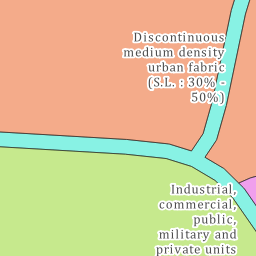 Discontinuous
medium density
urban fabric
(S.L. : 30% -
50%)
Industrial,
commercial,
public,
military and
private units